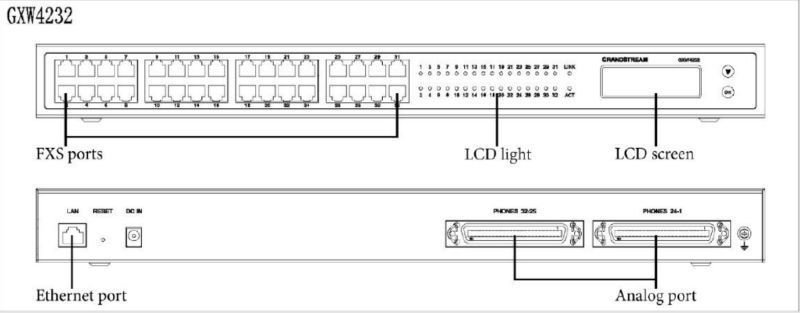 GXW4232
1 3 5 7 9 11 13 15 17 19 21 23 25 27 29 31
1 3 5 7 9 11 13 15 17 19 21 23 25 27 29 31 LINK
GRANDSTREAM GXW4232
OK
2 4 6 8 10 12 14 16 18 20 22 24 26 28 30 32 ACT
4 6 8 10 12 14 16 18 20 22 24 26 28 30 32
FXS ports
LCD light
LCD screen
LAN RESET DC IN
PHONES 32-25
PHONES 24-1
Ethernet port
Analog port